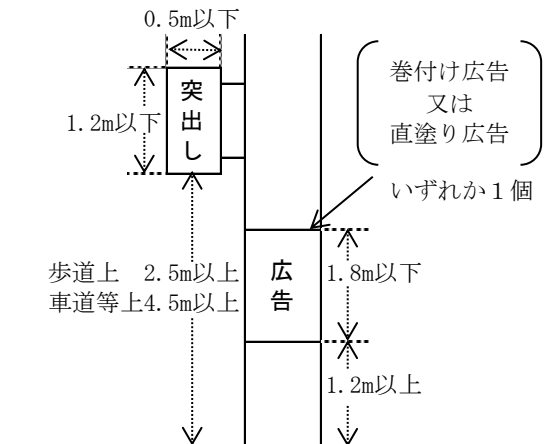 0.5m以下
突出し
1.2m以下
巻付け広告
又は
直塗り広告
いずれか１個
歩道上　2.5m以上
車道等上4.5m以上
広告
1.8m以下
1.2m以上